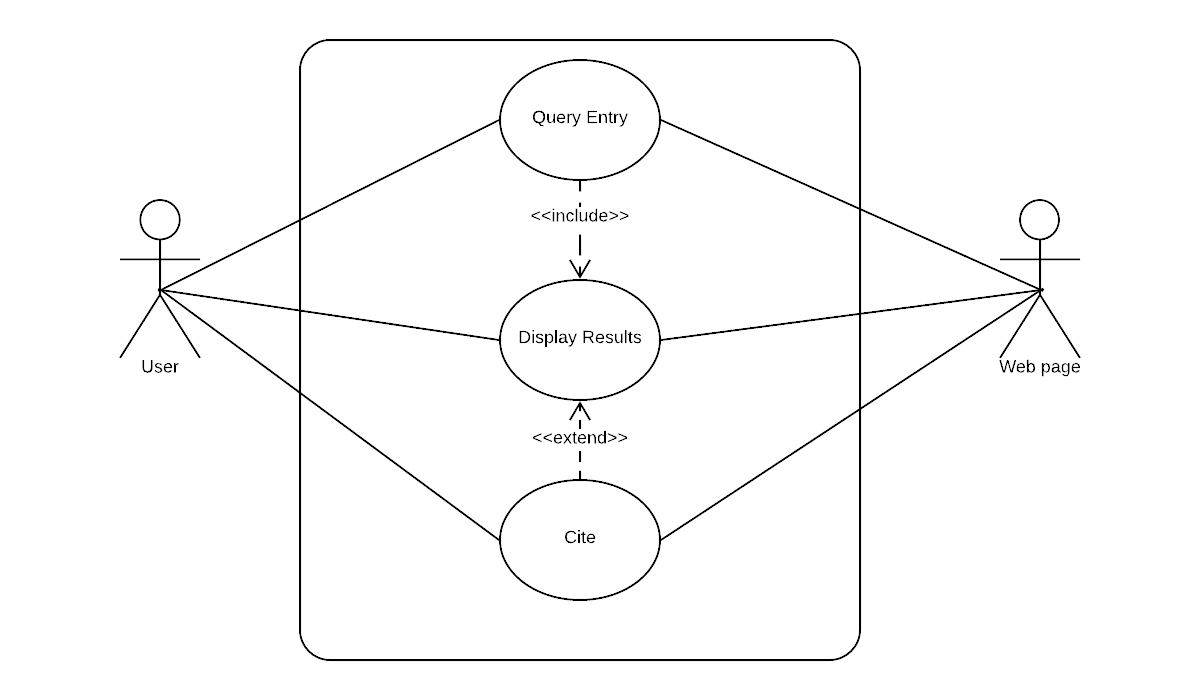 Query Entry
<<include>>
Display Results
User
Web page
<<extend>>
Cite